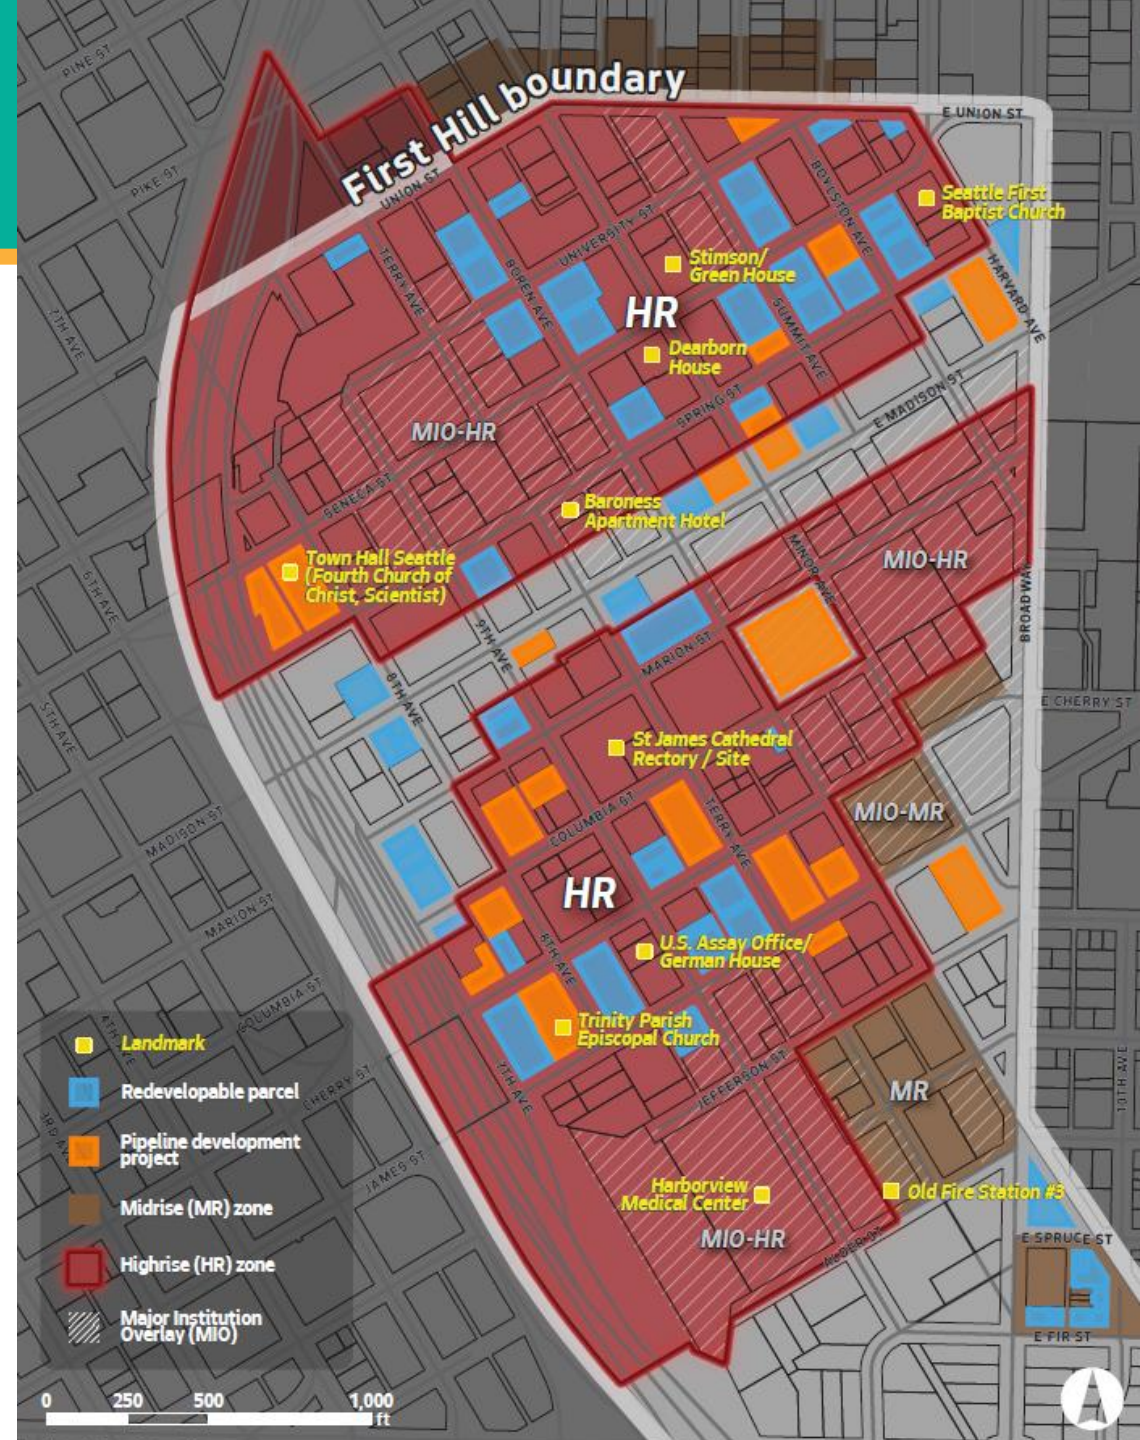 First Hill boundary
PINE ST
PIKE ST
UNION ST
E UNION ST
BOYLSTON AVE
Seattle First
Baptist Church
UNIVERSITY ST
Stimson/
Green House
TERRY AVE
BOREN AVE
HARVARD AVE
HR
SUMMIT AVE
7TH AVE
Dearborn
House
SPRING ST
E MADISON ST
MIO-HR
SENECA ST
Baroness
Apartment Hotel
MINOR AVE
MIO-HR
Town Hall Seattle
(Fourth Church of
Christ, Scientist)
6TH AVE
BROADWAY
9TH AVE
MARION ST
8TH AVE
E CHERRY ST
5TH AVE
St James Cathedral
Rectory / Site
MADISON ST
COLUMBIA ST
TERRY AVE
MIO-MR
HR
MARION ST
8TH AVE
U.S. Assay Office/
German House
COLUMBIA ST
4TH AVE
Trinity Parish
Episcopal Church
7TH AVE
JEFFERSON ST
MR
10TH AVE
CHERRY ST
3RD AVE
JAMES ST
Harborview
Medical Center
Old Fire Station #3
MIO-HR
ALDER ST
E SPRUCE ST
E FIR ST
Landmark
Redevelopable parcel
Pipeline development
project
Midrise (MR) zone
Highrise (HR) zone
Major Institution
Overlay (MIO)
0 250 500 1,000
ft